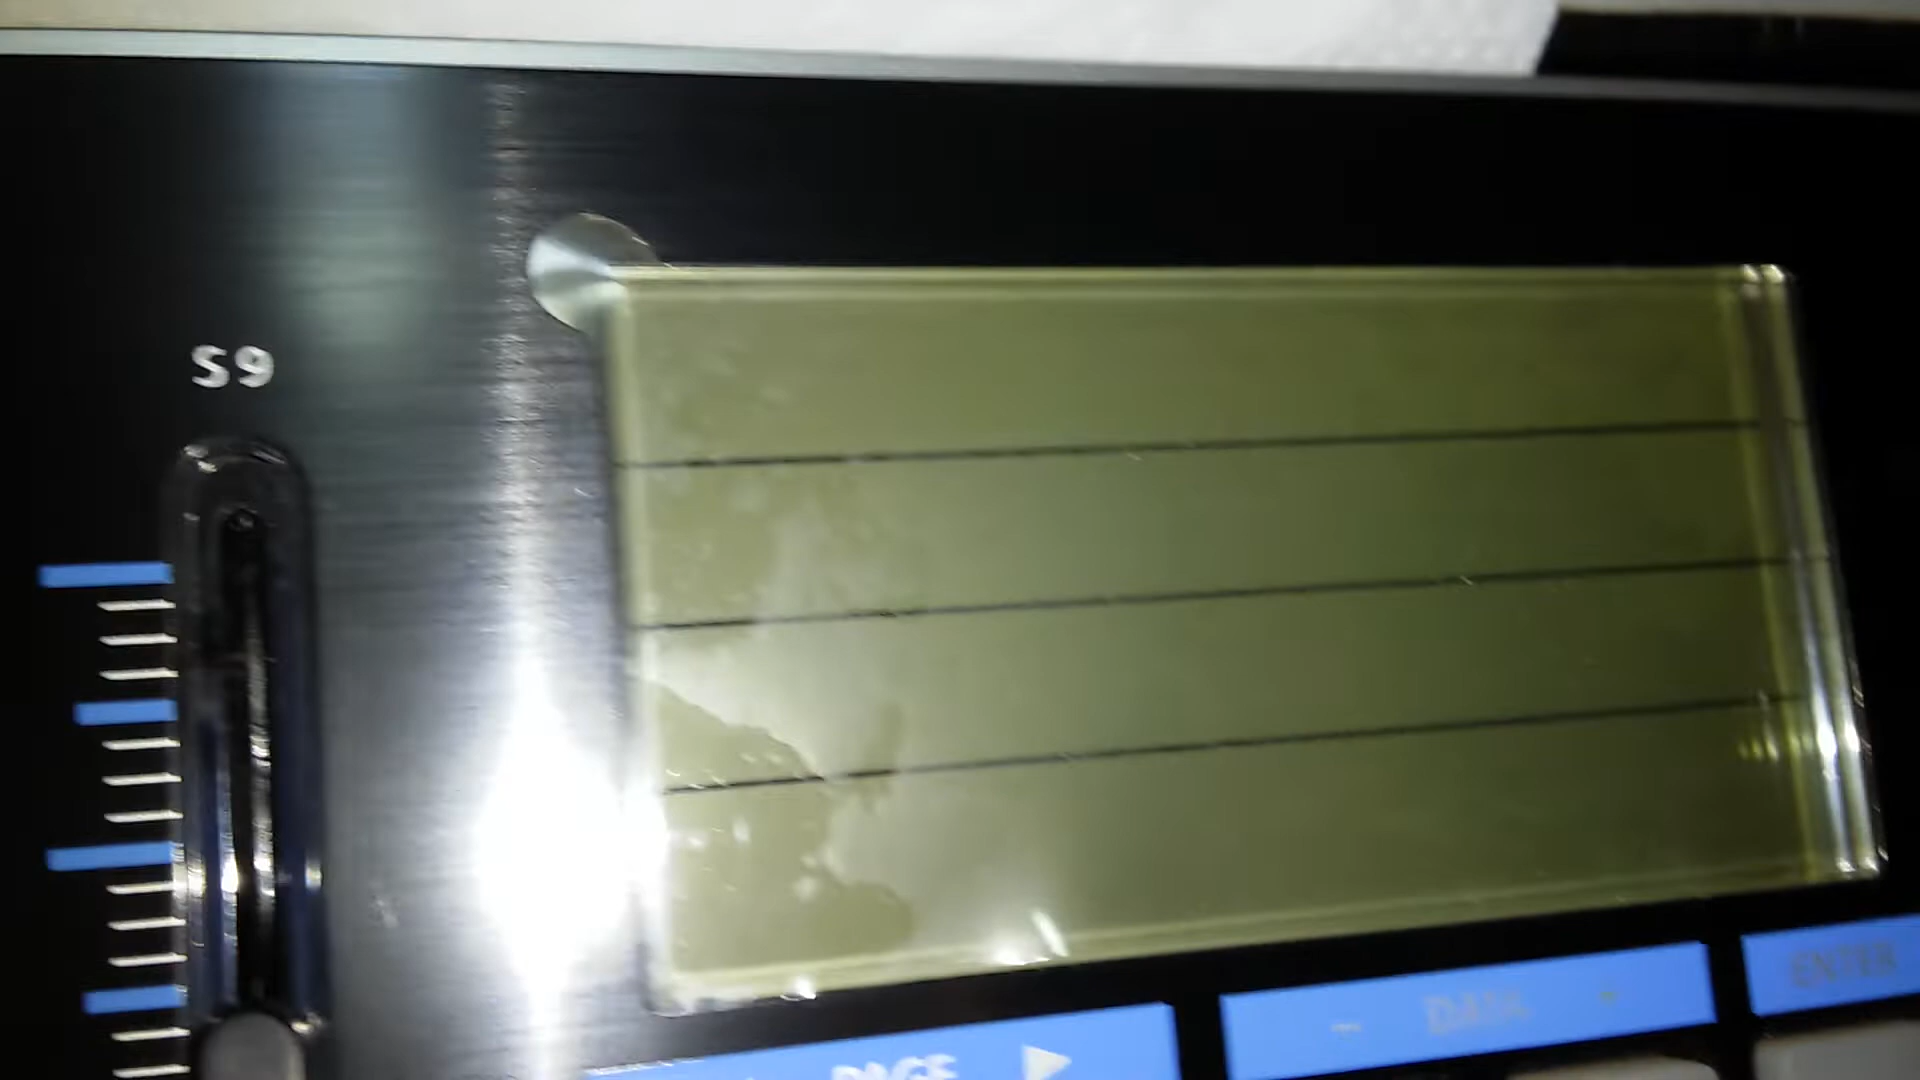 S9
PAGE ▶
- DATA +
ENTER